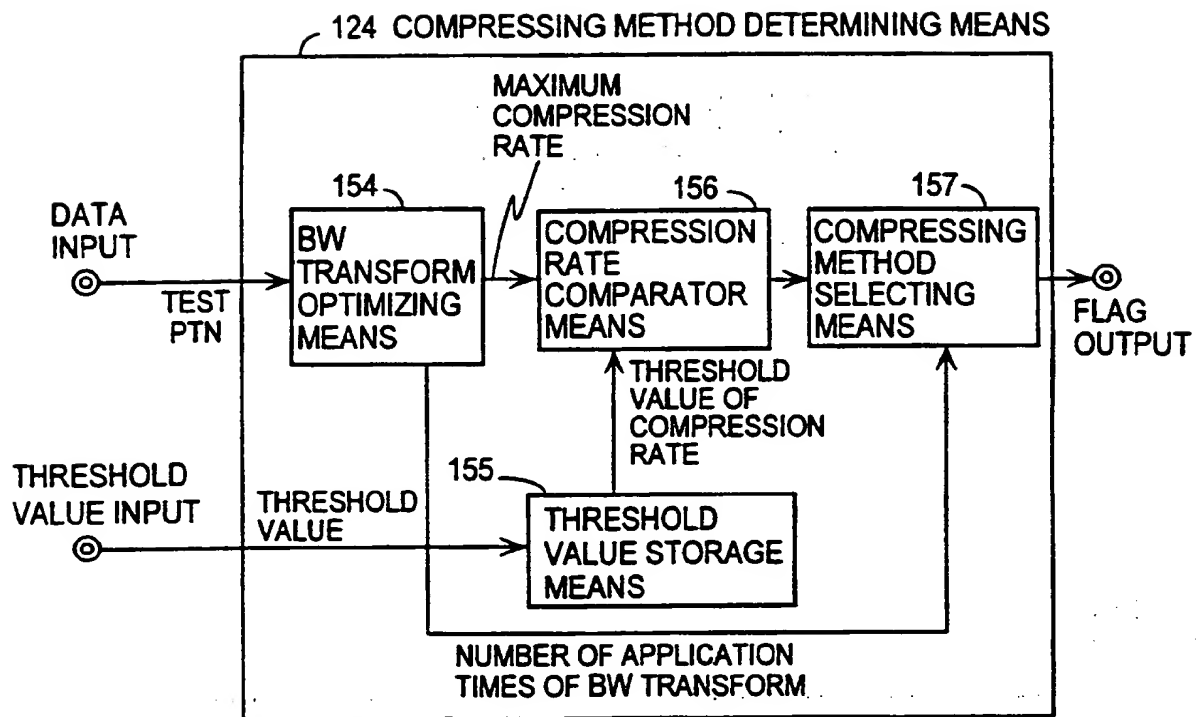 124 COMPRESSING METHOD DETERMINING MEANS
MAXIMUM
COMPRESSION
RATE
154
156
157
DATA
INPUT
TEST
PTN
BW
TRANSFORM
OPTIMIZING
MEANS
COMPRESSION
RATE
COMPARATOR
MEANS
COMPRESSING
METHOD
SELECTING
MEANS
FLAG
OUTPUT
THRESHOLD
VALUE OF
COMPRESSION
RATE
THRESHOLD
VALUE INPUT
THRESHOLD
VALUE
155
THRESHOLD
VALUE STORAGE
MEANS
NUMBER OF APPLICATION
TIMES OF BW TRANSFORM